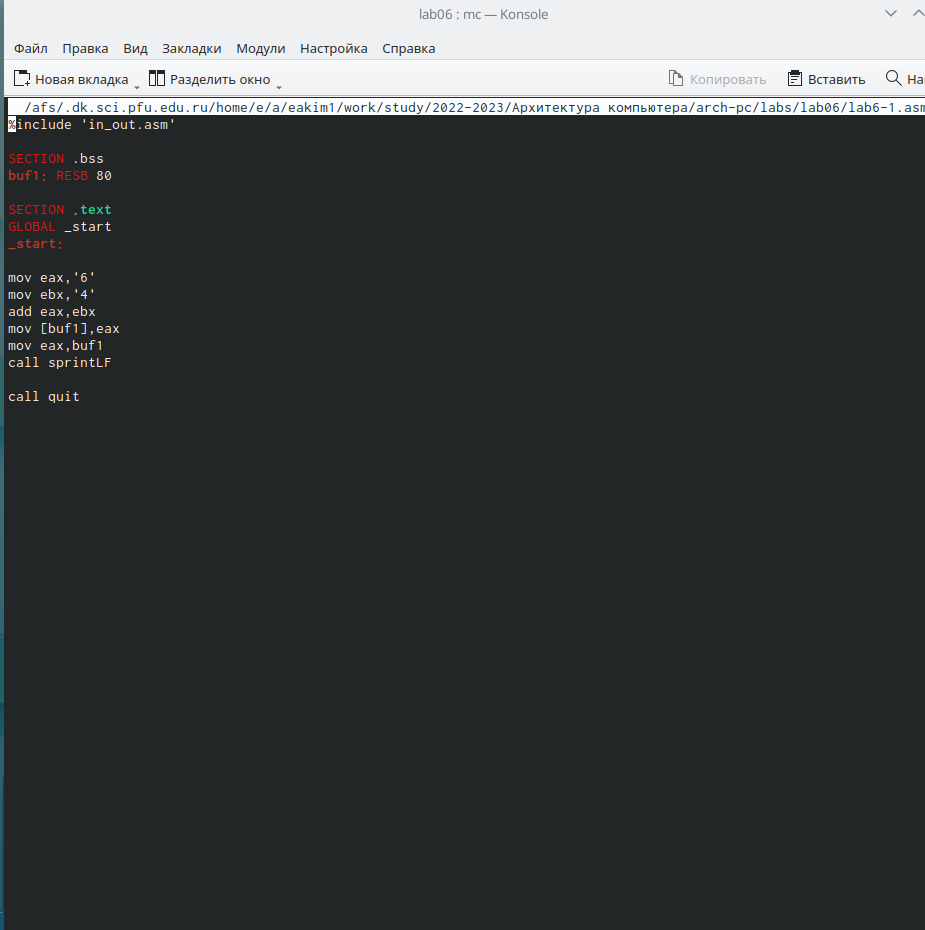 lab06 : mc — Konsole
Файл Правка Вид Закладки Модули Настройка Справка
Новая вкладка Разделить окно Копировать Вставить
/afs/.dk.sci.pfu.edu.ru/home/e/a/eakim1/work/study/2022-2023/Архитектура компьютера/arch-pc/labs/lab06/lab6-1.asm
%include 'in_out.asm'
SECTION .bss
buf1: RESB 80
SECTION .text
GLOBAL _start
_start:
mov eax,'6'
mov ebx,'4'
add eax,ebx
mov [buf1],eax
mov eax,buf1
call sprintLF
call quit